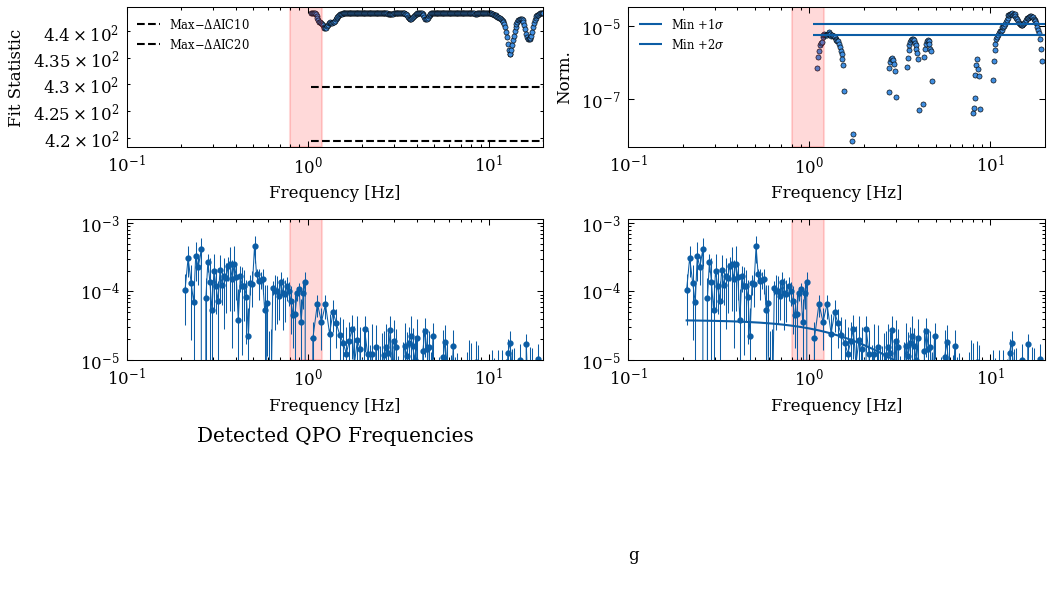 Fit Statistic
4.4 × 10²
4.35 × 10²
4.3 × 10²
4.25 × 10²
4.2 × 10²
Max−ΔAIC10
Max−ΔAIC20
10⁻¹ 10⁰ 10¹
Frequency [Hz]
Norm.
10⁻⁵
10⁻⁷
Min +1σ
Min +2σ
10⁻¹ 10⁰ 10¹
Frequency [Hz]
10⁻³
10⁻⁴
10⁻⁵
10⁻¹ 10⁰ 10¹
Frequency [Hz]
10⁻³
10⁻⁴
10⁻⁵
10⁻¹ 10⁰ 10¹
Frequency [Hz]
Detected QPO Frequencies
g